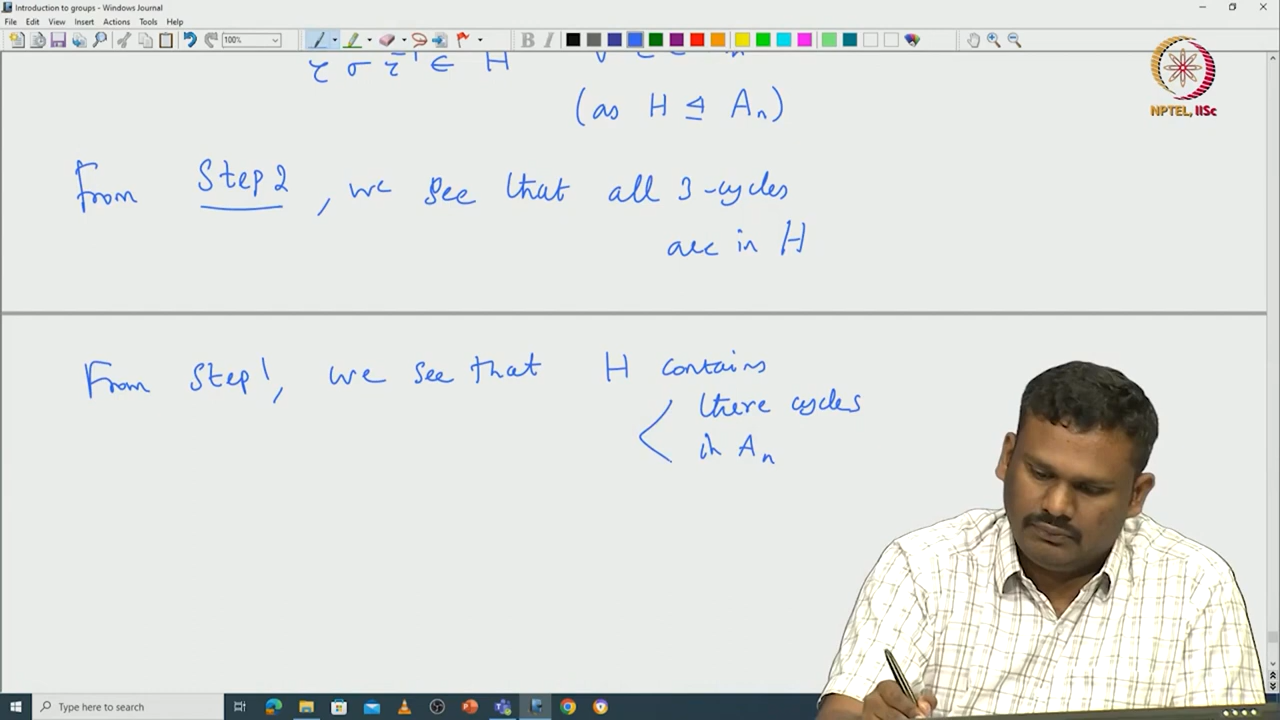 Introduction to groups - Windows Journal
File Edit View Insert Actions Tools Help
100%
B I
NPTEL, IISc
τ σ τ⁻¹ ∈ H
(as H ⊴ Aₙ)
From Step 2, we see that all 3-cycles
are in H
From Step 1, we see that H contains
< there cycles
in Aₙ
Type here to search